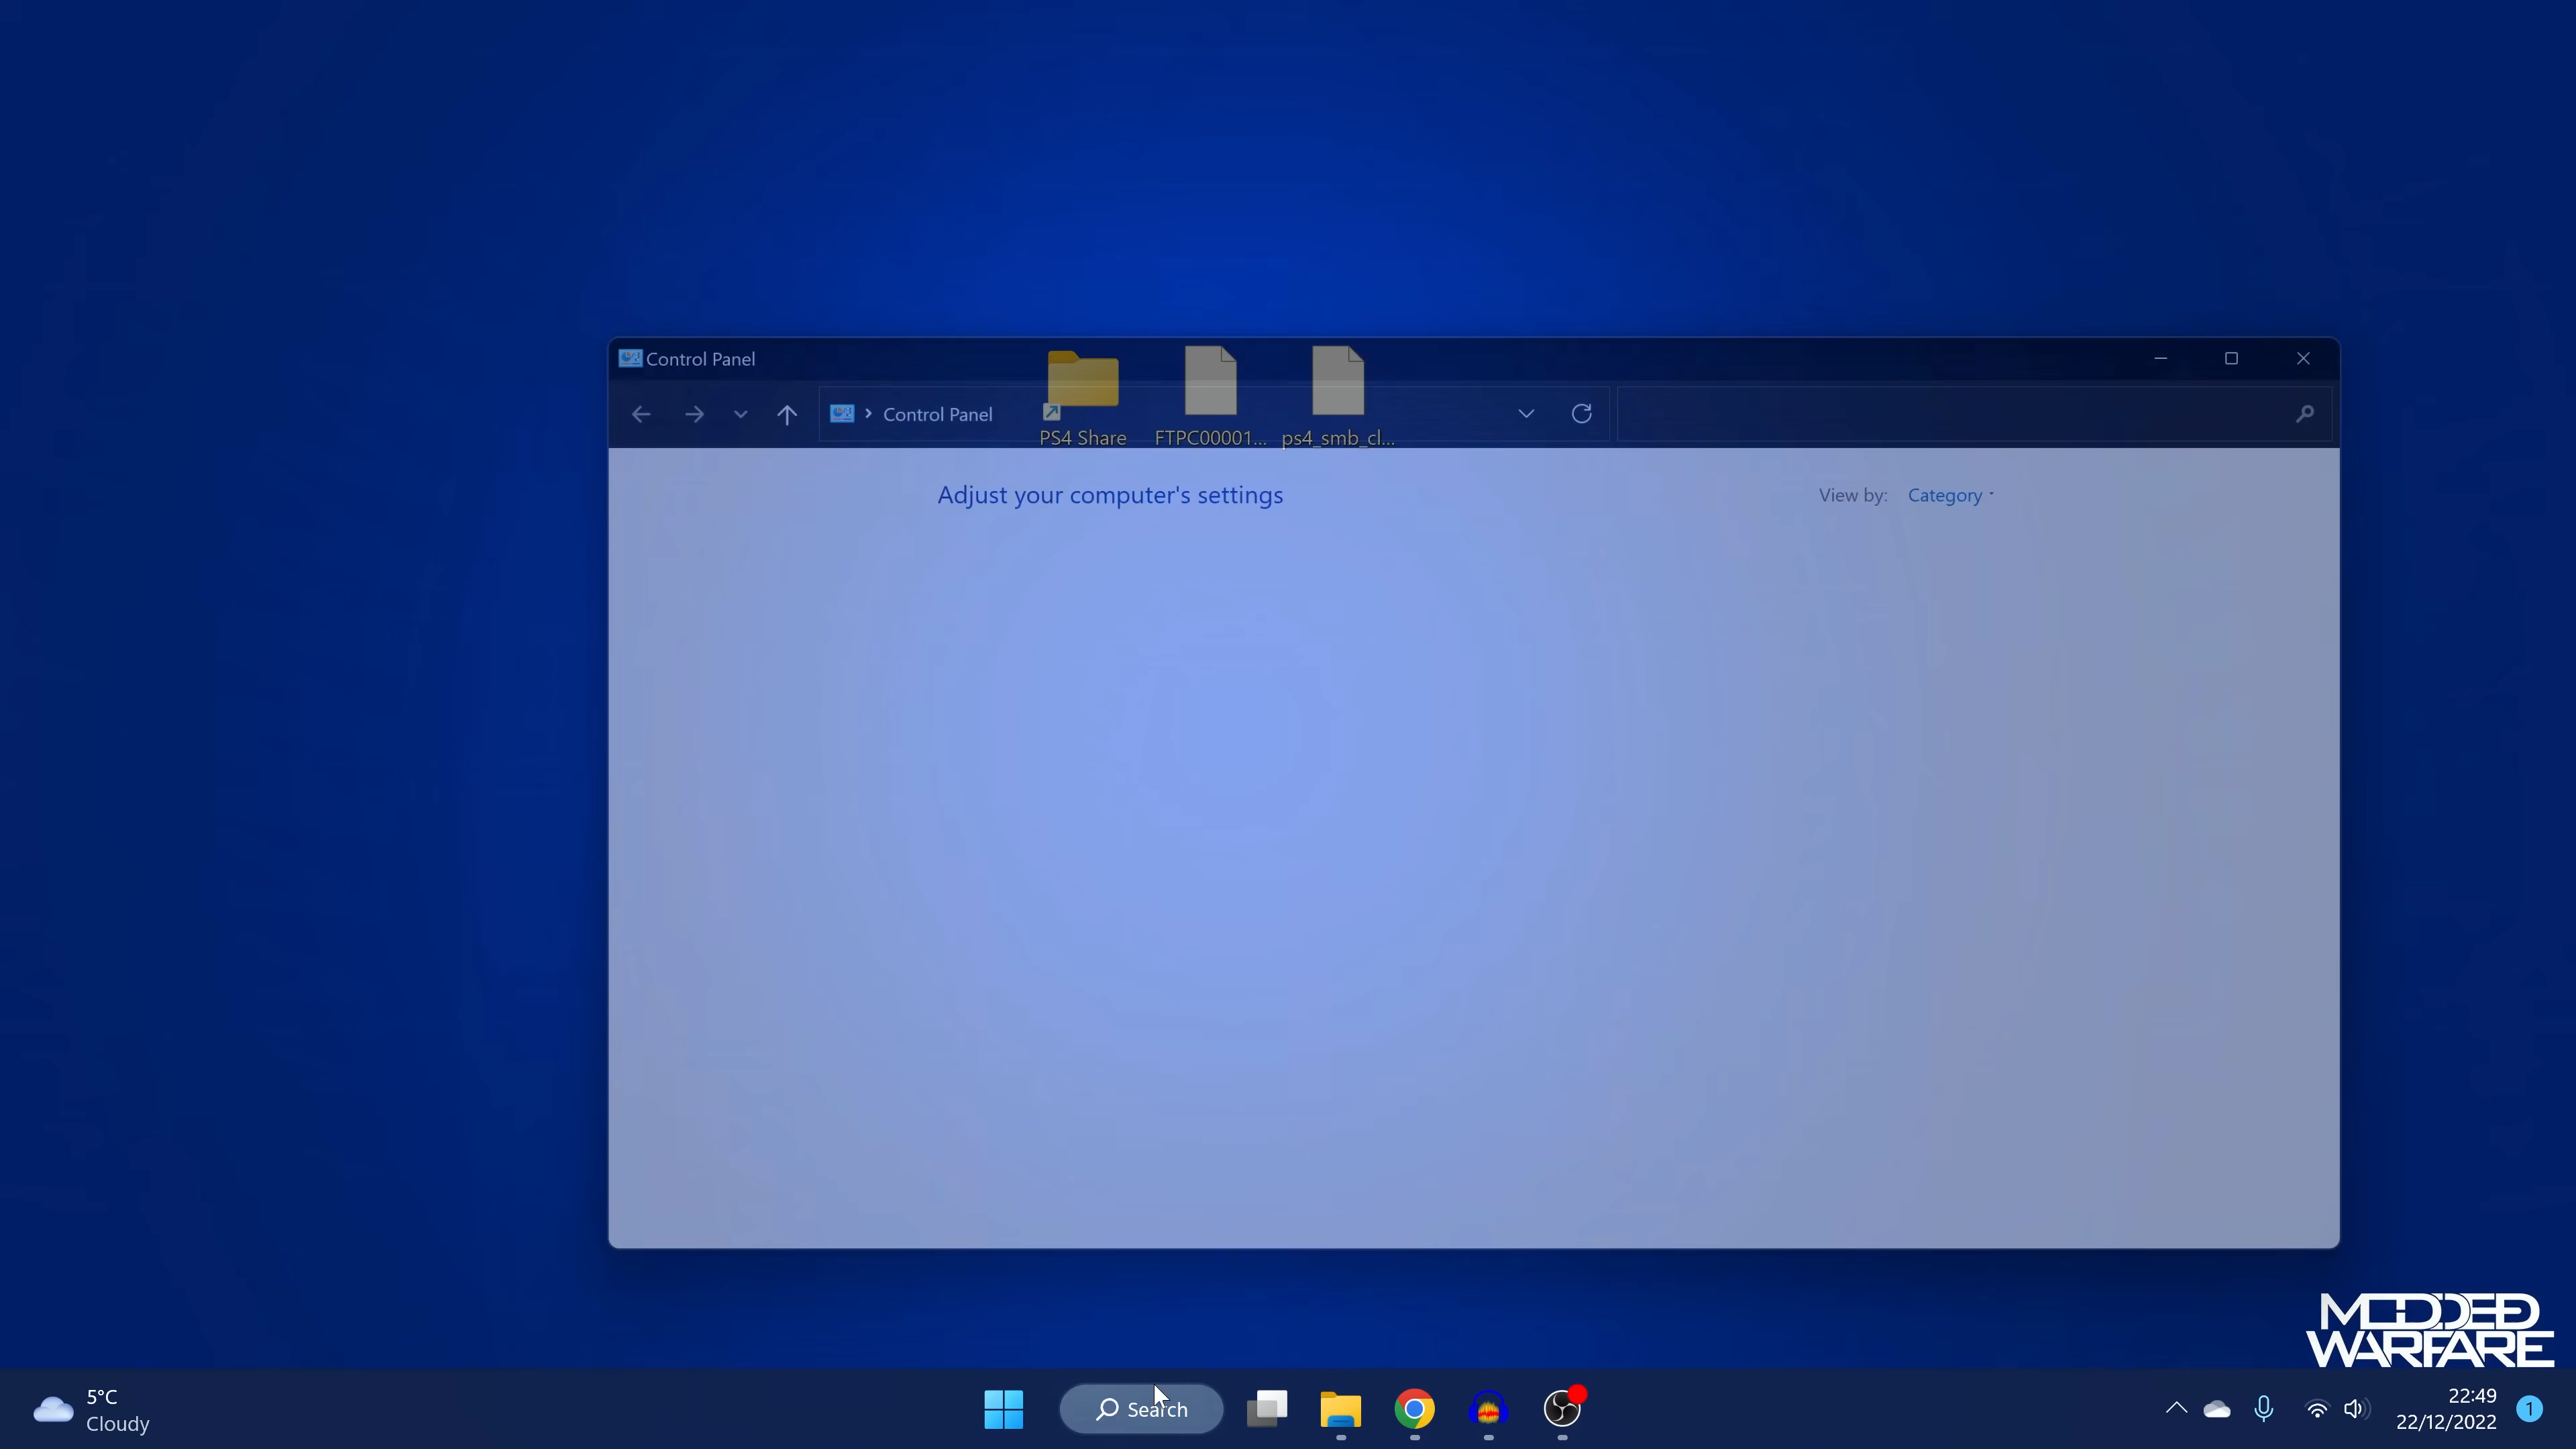 Control Panel
Control Panel
PS4 Share
FTPC00001...
ps4_smb_cl...
Adjust your computer's settings
View by: Category
MODDED
WARFARE
5°C
Cloudy
Search
22:49
22/12/2022
1